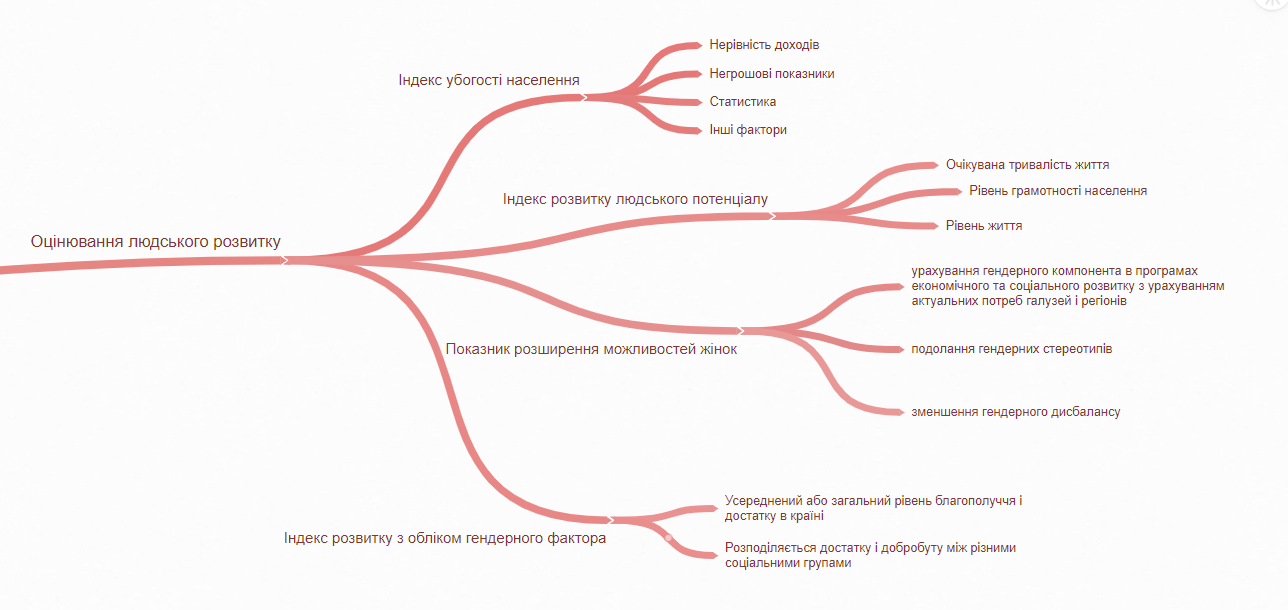 Оцінювання людського розвитку
Індекс убогості населення
Нерівність доходів
Негрошові показники
Статистика
Інші фактори
Індекс розвитку людського потенціалу
Очікувана тривалість життя
Рівень грамотності населення
Рівень життя
Показник розширення можливостей жінок
урахування гендерного компонента в програмах
економічного та соціального розвитку з урахуванням
актуальних потреб галузей і регіонів
подолання гендерних стереотипів
зменшення гендерного дисбалансу
Індекс розвитку з обліком гендерного фактора
Усереднений або загальний рівень благополуччя і
достатку в країні
Розподіляється достатку і добробуту між різними
соціальними групами